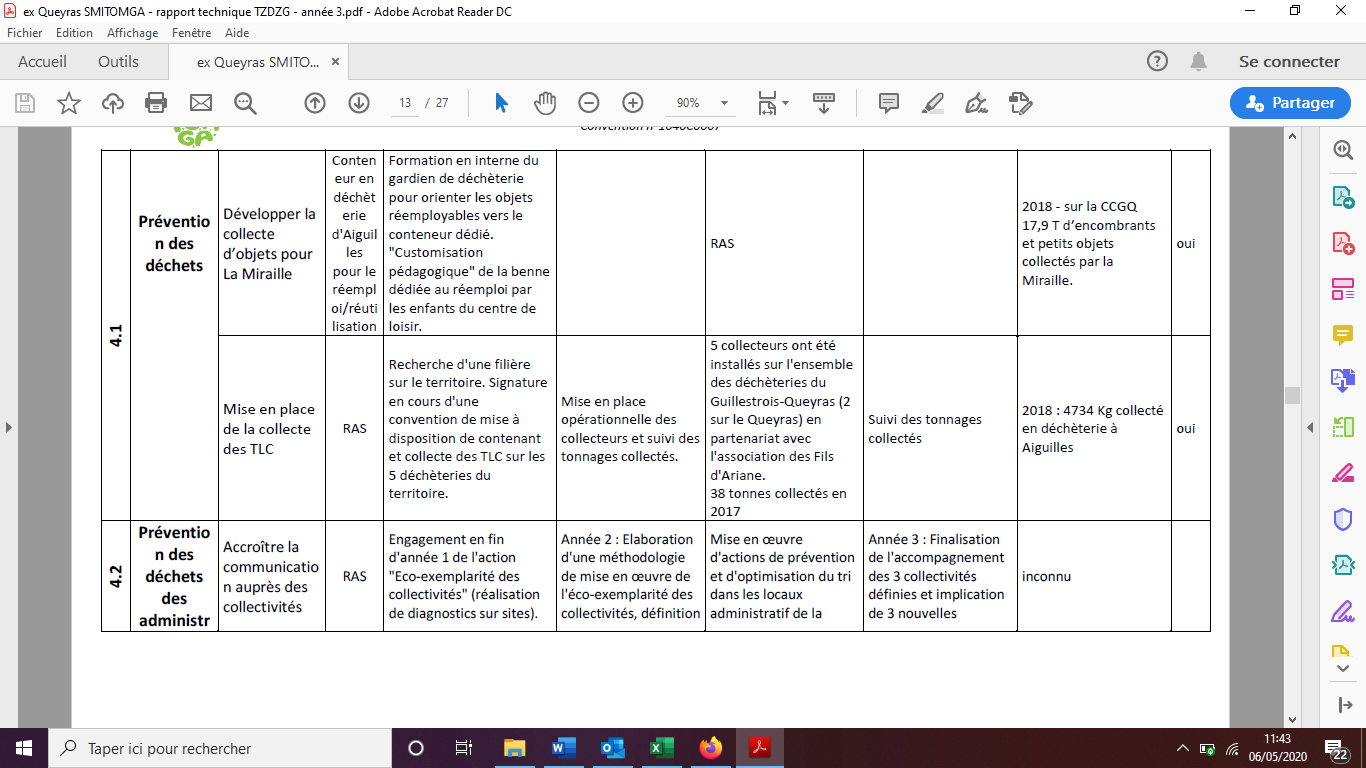 ex Queyras SMITOMGA - rapport technique TZDZG - année 3.pdf - Adobe Acrobat Reader DC
Fichier Edition Affichage Fenêtre Aide
Accueil Outils ex Queyras SMITO... × Se connecter
13 / 27 90% Partager
GA
4.1
Préventio
n des
déchets
Développer la
collecte
d’objets pour
La Miraille
Conten
eur en
déchèt
erie
d'Aiguil
les
pour le
réempl
oi/réuti
lisation
Formation en interne du
gardien de déchèterie
pour orienter les objets
réemployables vers le
conteneur dédié.
"Customisation
pédagogique" de la benne
dédiée au réemploi par
les enfants du centre de
loisir.
RAS
2018 - sur la CCGQ
17,9 T d’encombrants
et petits objets
collectés par la
Miraille.
oui
Mise en place
de la collecte
des TLC
RAS
Recherche d'une filière
sur le territoire. Signature
en cours d'une
convention de mise à
disposition de contenant
et collecte des TLC sur les
5 déchèteries du
territoire.
Mise en place
opérationnelle des
collecteurs et suivi des
tonnages collectés.
5 collecteurs ont été
installés sur l'ensemble
des déchèteries du
Guillestrois-Queyras (2
sur le Queyras) en
partenariat avec
l'association des Fils
d'Ariane.
38 tonnes collectés en
2017
Suivi des tonnages
collectés
2018 : 4734 Kg collecté
en déchèterie à
Aiguilles
oui
4.2
Préventio
n des
déchets
des
administr
Accroître la
communicatio
n auprès des
collectivités
RAS
Engagement en fin
d'année 1 de l'action
"Eco-exemplarité des
collectivités" (réalisation
de diagnostics sur sites).
Année 2 : Elaboration
d'une méthodologie
de mise en œuvre de
l'éco-exemplarité des
collectivités, définition
Mise en œuvre
d'actions de prévention
et d'optimisation du tri
dans les locaux
administratif de la
Année 3 : Finalisation
de l'accompagnement
des 3 collectivités
définies et implication
de 3 nouvelles
inconnu
Taper ici pour rechercher
11:43
06/05/2020
22